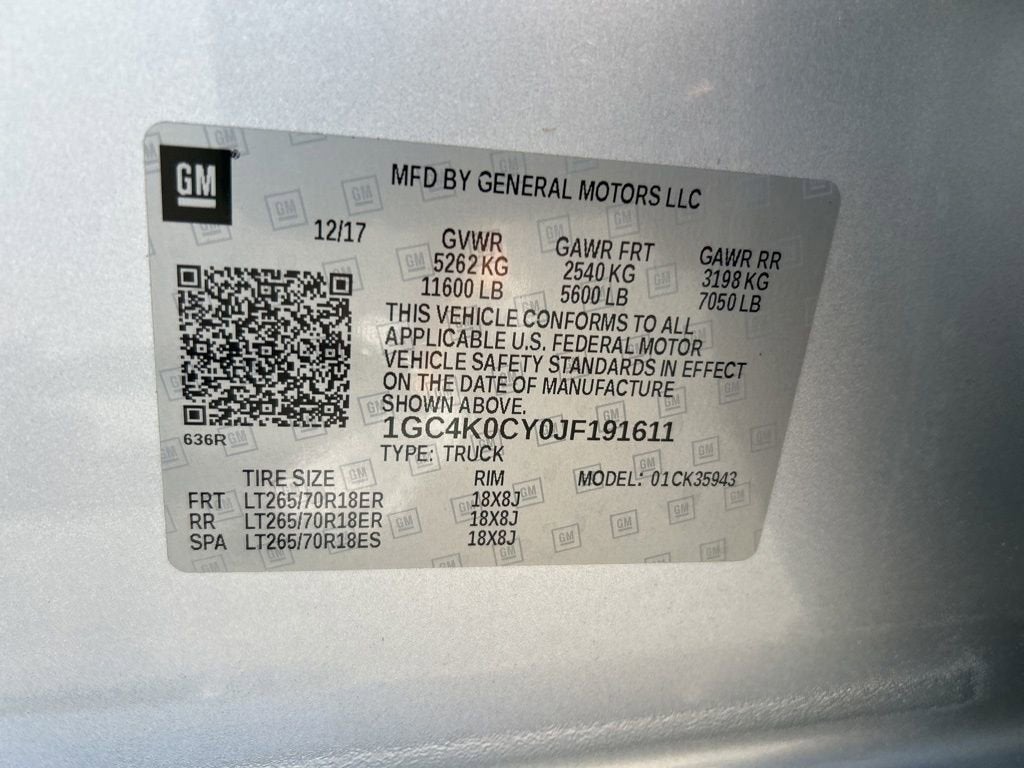 GM
MFD BY GENERAL MOTORS LLC
12/17
GVWR GAWR FRT GAWR RR
5262 KG 2540 KG 3198 KG
11600 LB 5600 LB 7050 LB
THIS VEHICLE CONFORMS TO ALL
APPLICABLE U.S. FEDERAL MOTOR
VEHICLE SAFETY STANDARDS IN EFFECT
ON THE DATE OF MANUFACTURE
SHOWN ABOVE.
636R
1GC4K0CY0JF191611
TYPE: TRUCK
TIRE SIZE RIM MODEL: 01CK35943
FRT LT265/70R18ER 18X8J
RR LT265/70R18ER 18X8J
SPA LT265/70R18ES 18X8J